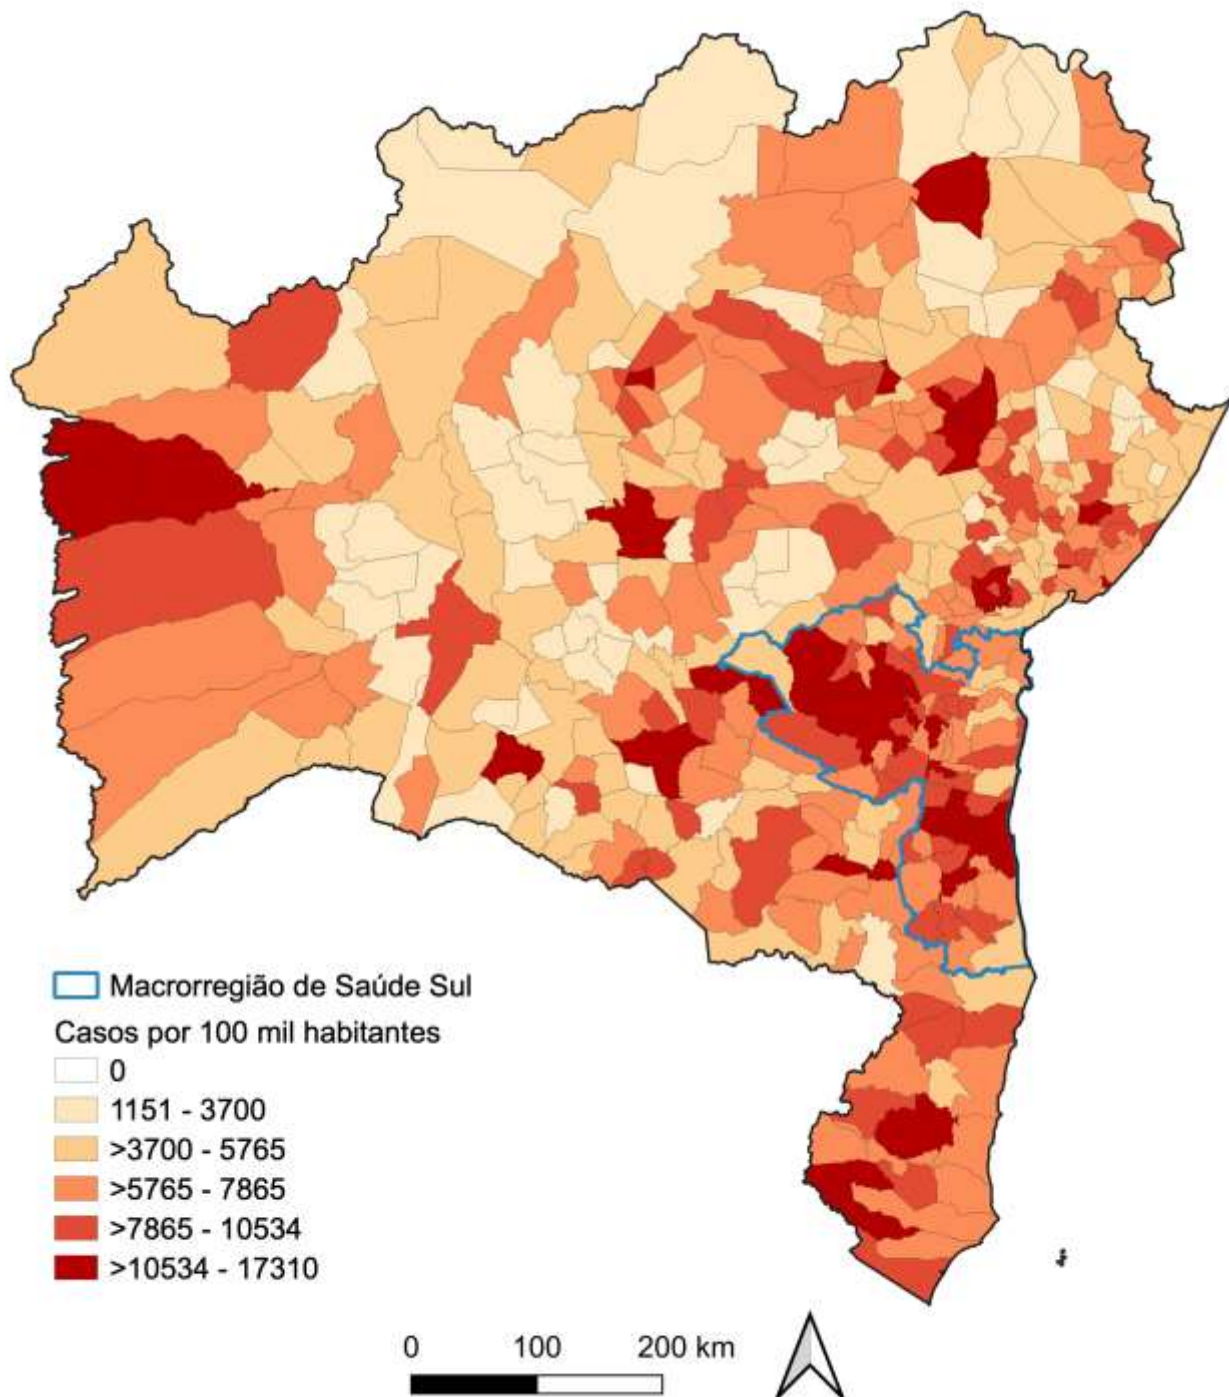 Macrorregião de Saúde Sul
Casos por 100 mil habitantes
0
1151 - 3700
>3700 - 5765
>5765 - 7865
>7865 - 10534
>10534 - 17310
0 100 200 km